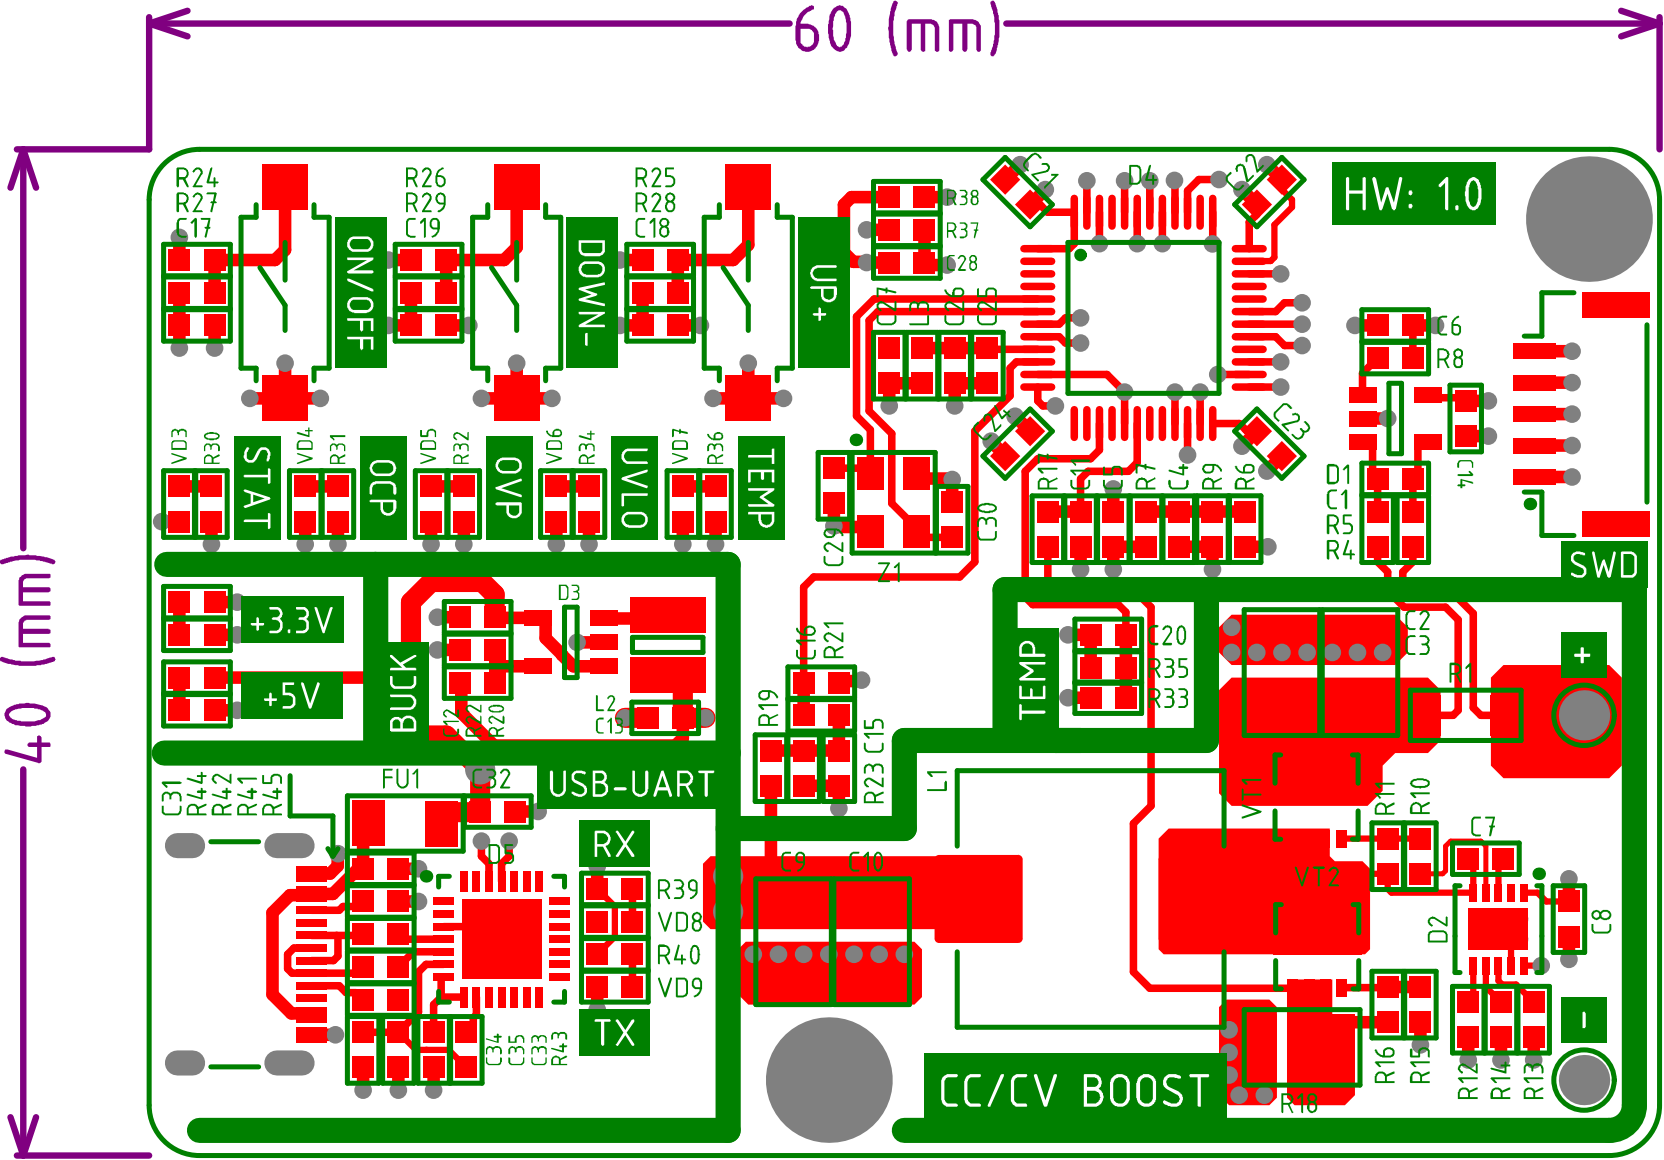 60 (mm)
40 (mm)
R24
R27
C17
R26
R29
C19
R25
R28
C18
ON/OFF
DOWN-
UP+
R38
R37
C28
C21
D4
C22
HW: 1.0
C27
L3
C26
C25
C6
R8
C24
C23
C14
VD3
R30
STAT
VD4
R31
OCP
VD5
R32
OVP
VD6
R34
UVLO
VD7
R36
TEMP
C29
C30
Z1
R17
C11
C5
R7
C4
R9
R6
D1
C1
R5
R4
SWD
+3.3V
+5V
BUCK
D3
L2
C13
C12
R22
R20
C16
R21
R19
C15
R23
TEMP
C20
R35
R33
C2
C3
R1
+
C31
R44
R42
R41
R45
FU1
C32
USB-UART
L1
VT1
R11
R10
C7
D5
RX
R39
VD8
R40
VD9
TX
C9
C10
VT2
D2
C8
-
C34
C35
C33
R43
CC/CV BOOST
R18
R16
R15
R12
R14
R13